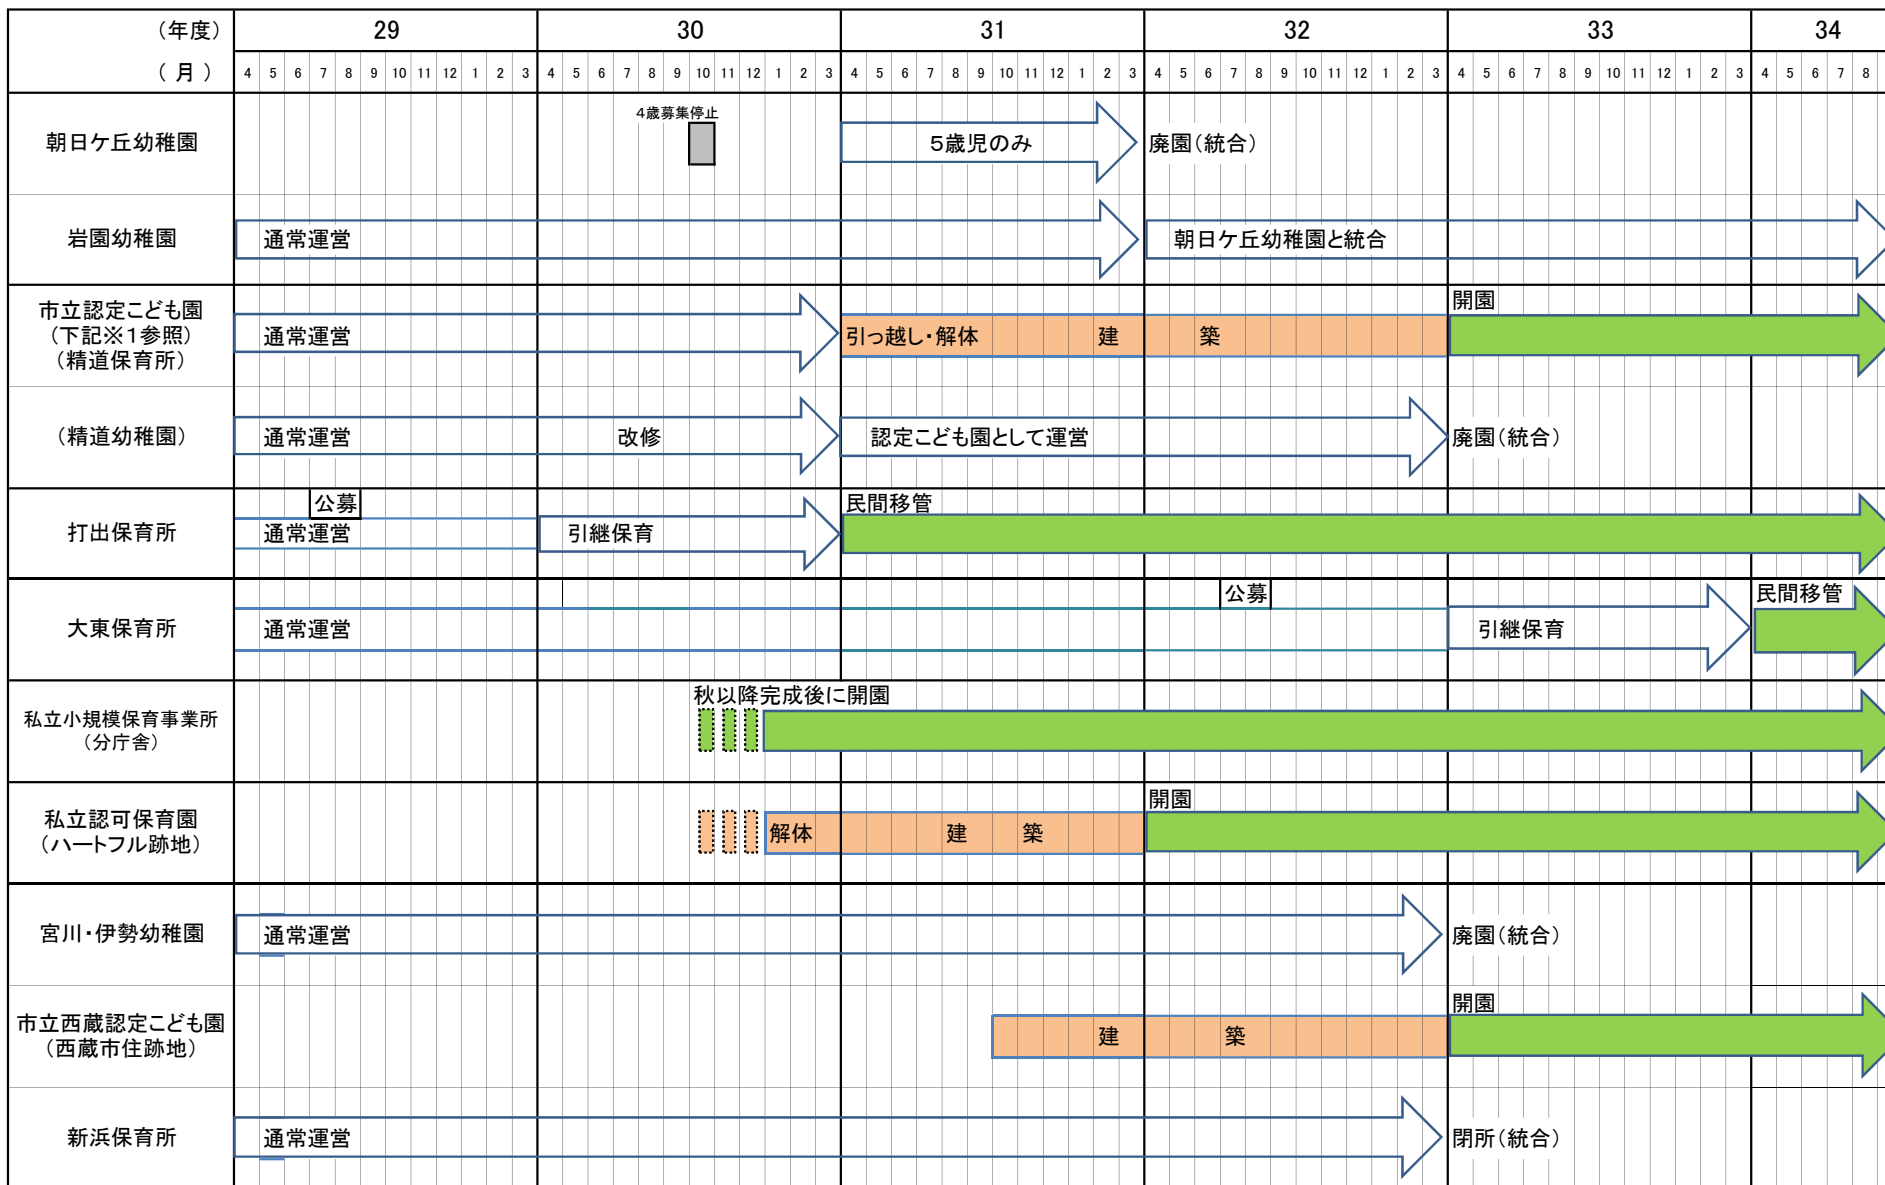 （年度） 29 30 31 32 33 34
（ 月 ） 4 5 6 7 8 9 10 11 12 1 2 3 4 5 6 7 8 9 10 11 12 1 2 3 4 5 6 7 8 9 10 11 12 1 2 3 4 5 6 7 8 9 10 11 12 1 2 3 4 5 6 7 8 9 10 11 12 1 2 3 4 5 6 7 8
4歳募集停止
朝日ケ丘幼稚園 5歳児のみ 廃園（統合）
岩園幼稚園 通常運営 朝日ケ丘幼稚園と統合
開園
市立認定こども園
（下記※1参照）
（精道保育所） 通常運営 引っ越し・解体 建 築
（精道幼稚園） 通常運営 改修 認定こども園として運営 廃園（統合）
公募 民間移管
打出保育所 通常運営 引継保育
公募 民間移管
大東保育所 通常運営 引継保育
秋以降完成後に開園
私立小規模保育事業所
（分庁舎）
開園
私立認可保育園
（ハートフル跡地） 解体 建 築
宮川・伊勢幼稚園 通常運営 廃園（統合）
開園
市立西蔵認定こども園
（西蔵市住跡地） 建 築
新浜保育所 通常運営 閉所（統合）